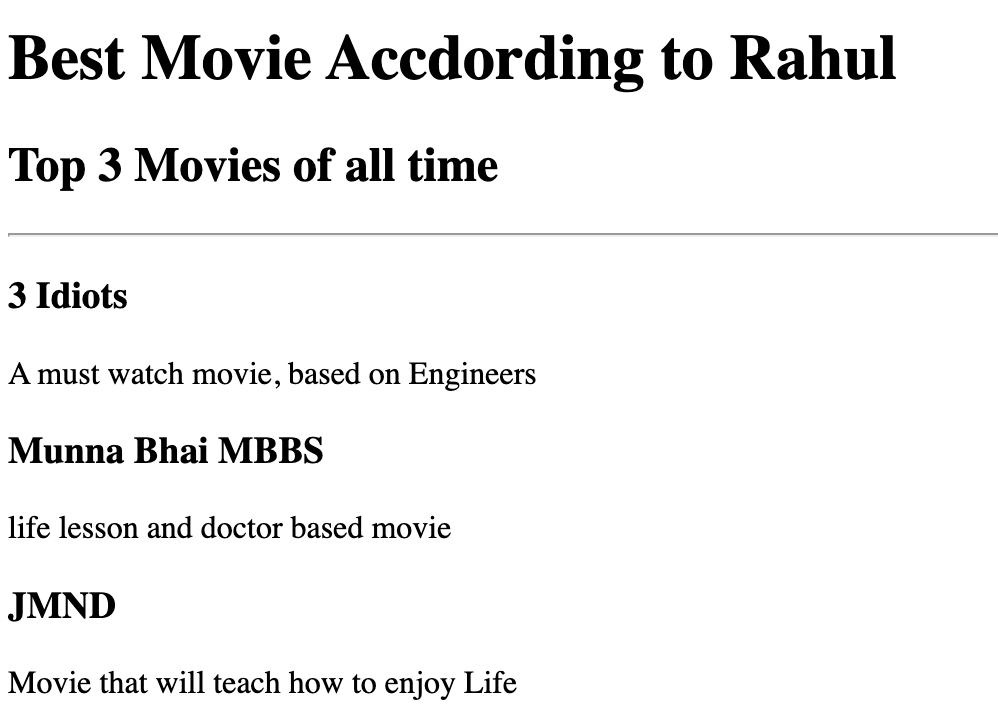 Best Movie Accdording to Rahul
Top 3 Movies of all time
3 Idiots
A must watch movie, based on Engineers
Munna Bhai MBBS
life lesson and doctor based movie
JMND
Movie that will teach how to enjoy Life